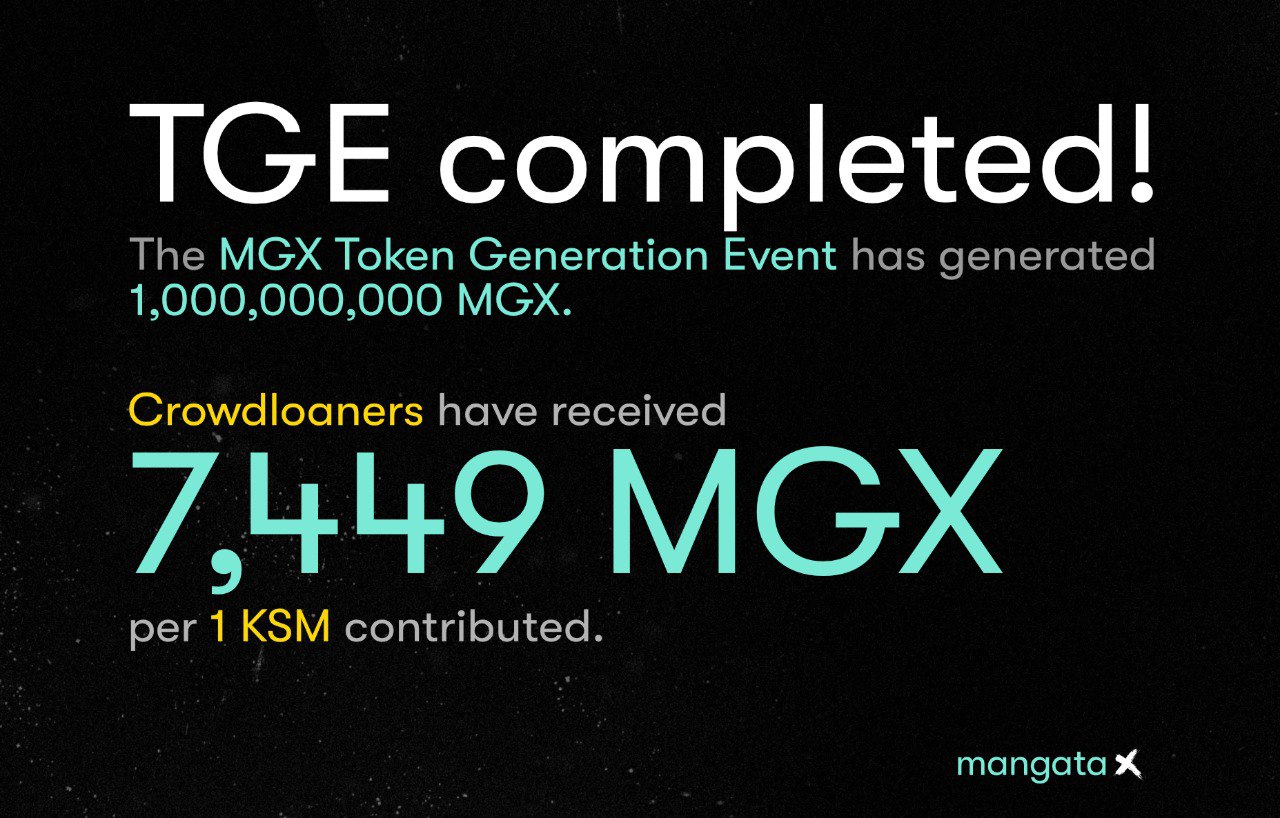 TGE completed!
The MGX Token Generation Event has generated
1,000,000,000 MGX.
Crowdloaners have received
7,449 MGX
per 1 KSM contributed.
mangata X